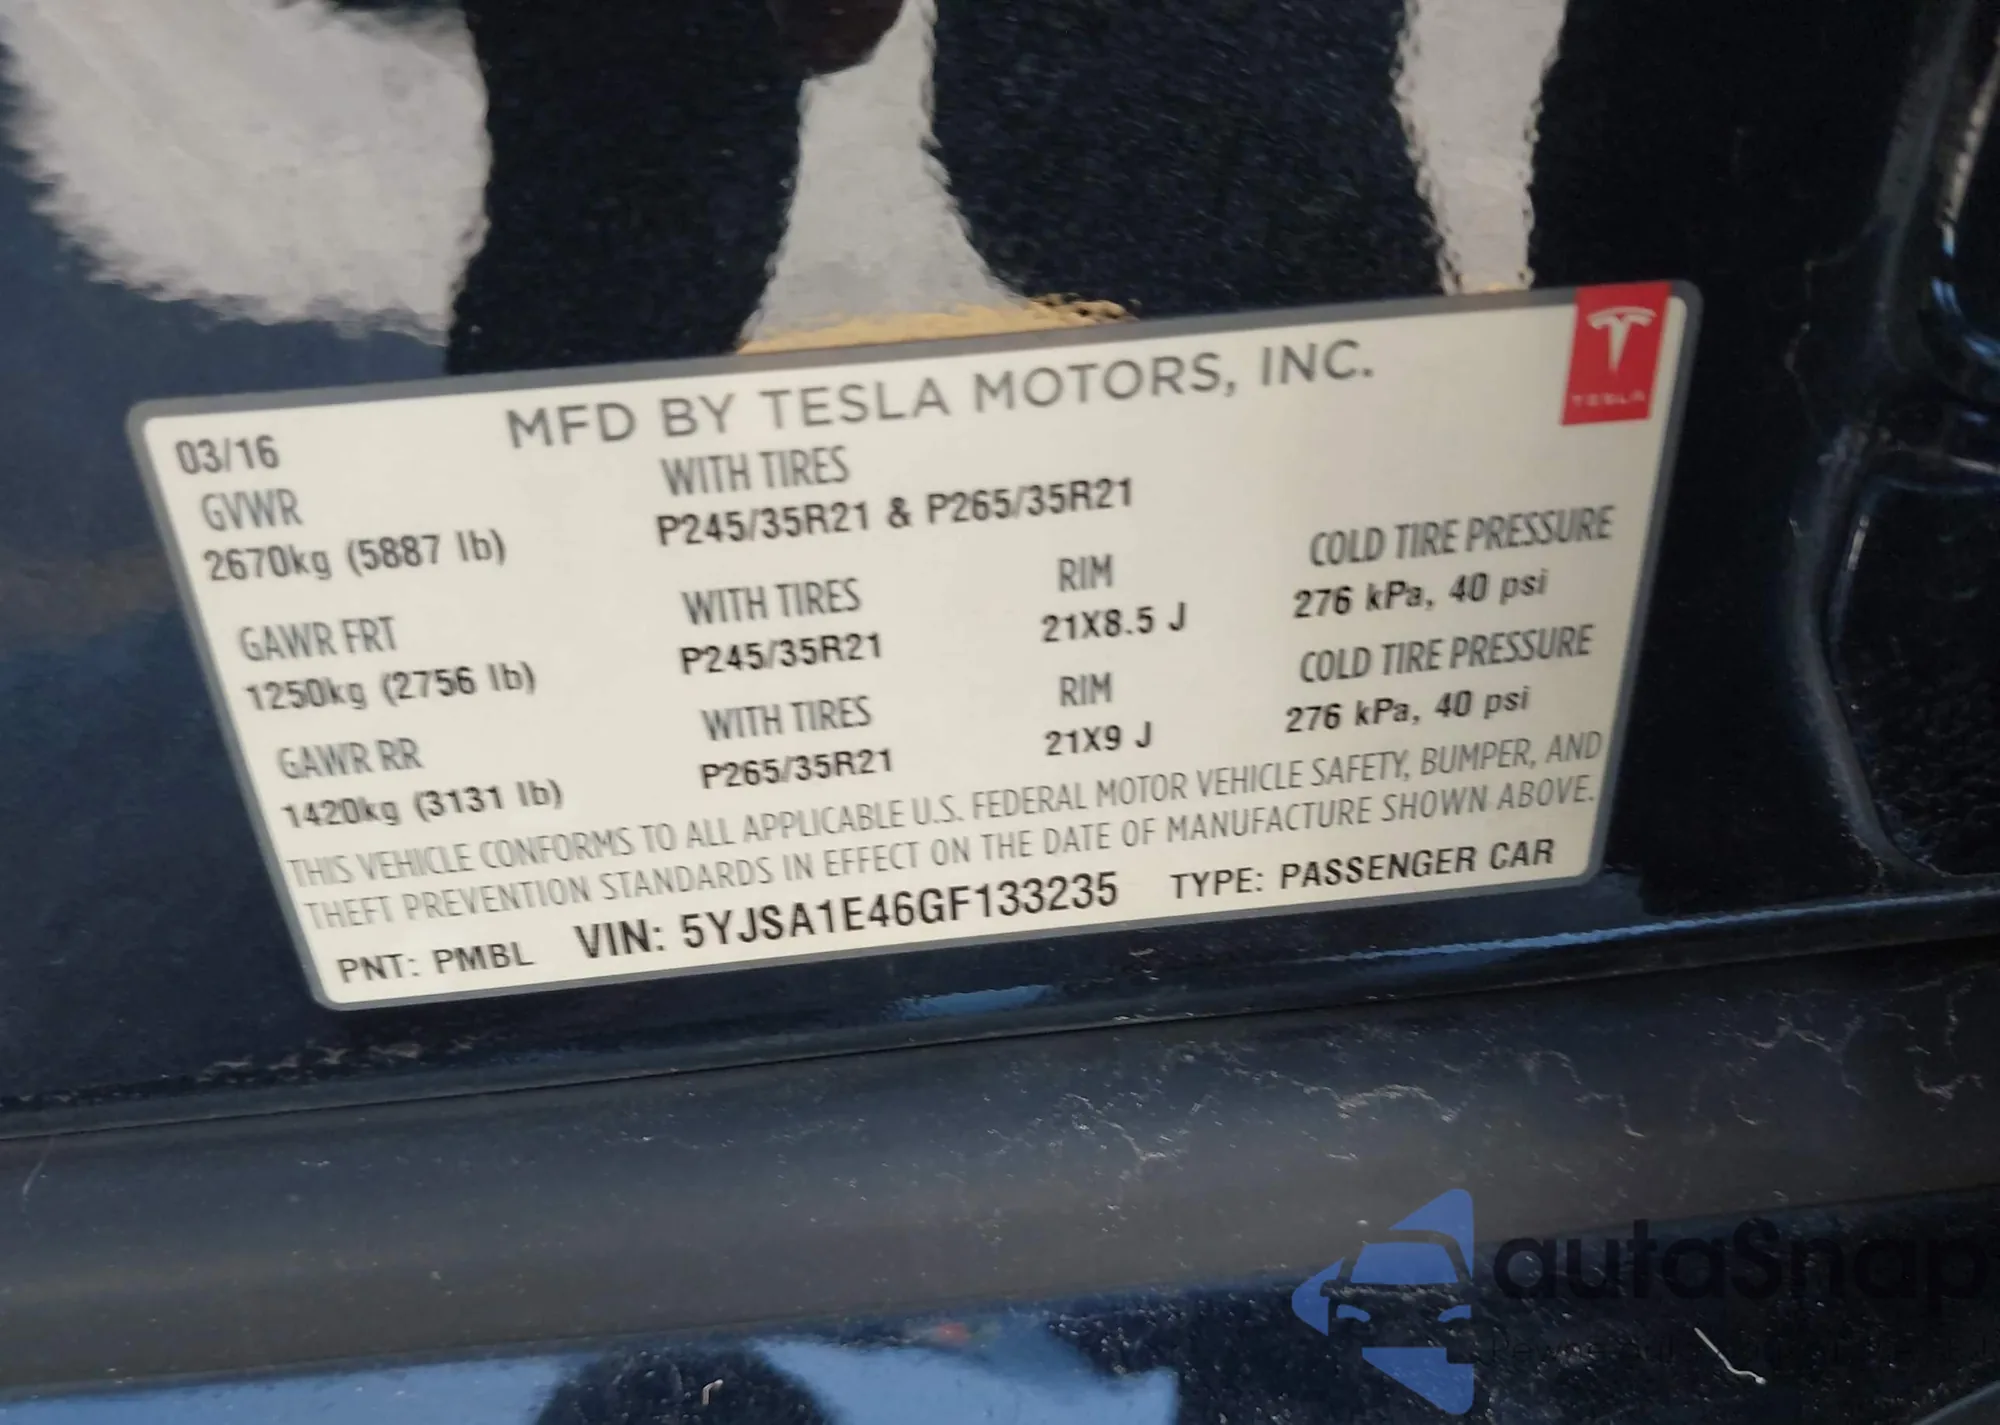 MFD BY TESLA MOTORS, INC.
TESLA
03/16
GVWR WITH TIRES
2670kg (5887 lb) P245/35R21 & P265/35R21
GAWR FRT WITH TIRES RIM COLD TIRE PRESSURE
1250kg (2756 lb) P245/35R21 21X8.5 J 276 kPa, 40 psi
GAWR RR WITH TIRES RIM COLD TIRE PRESSURE
1420kg (3131 lb) P265/35R21 21X9 J 276 kPa, 40 psi
THIS VEHICLE CONFORMS TO ALL APPLICABLE U.S. FEDERAL MOTOR VEHICLE SAFETY, BUMPER, AND
THEFT PREVENTION STANDARDS IN EFFECT ON THE DATE OF MANUFACTURE SHOWN ABOVE.
PNT: PMBL VIN: 5YJSA1E46GF133235 TYPE: PASSENGER CAR
autaSnap